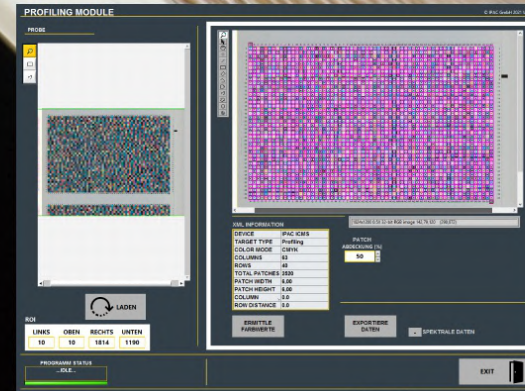 PROFILING MODULE
© IPAC GmbH 2021
PROBE
LADEN
ROI
LINKS OBEN RECHTS UNTEN
10 10 1814 1190
PROGRAMM STATUS
...IDLE...
XML INFORMATION
DEVICE IPAC ICMS
TARGET TYPE Profiling
COLOR MODE CMYK
COLUMNS 63
ROWS 40
TOTAL PATCHES 2520
PATCH WIDTH 6,00
PATCH HEIGHT 6,00
COLUMN 0.0
ROW DISTANCE 0.0
PATCH
ABDECKUNG (%)
50
ERMITTLE
FARBWERTE
EXPORTIERE
DATEN
SPEKTRALE DATEN
EXIT